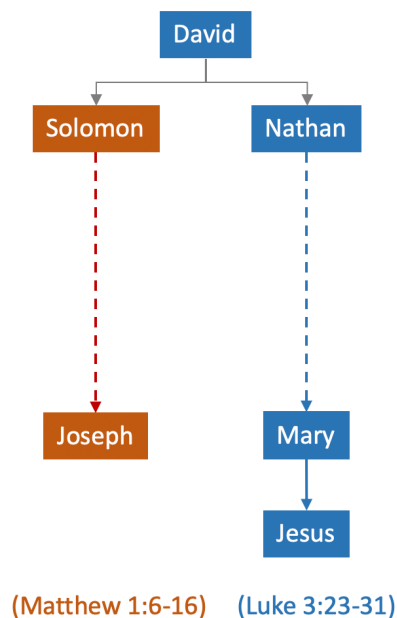 David
Solomon
Nathan
Joseph
Mary
Jesus
(Matthew 1:6-16)
(Luke 3:23-31)